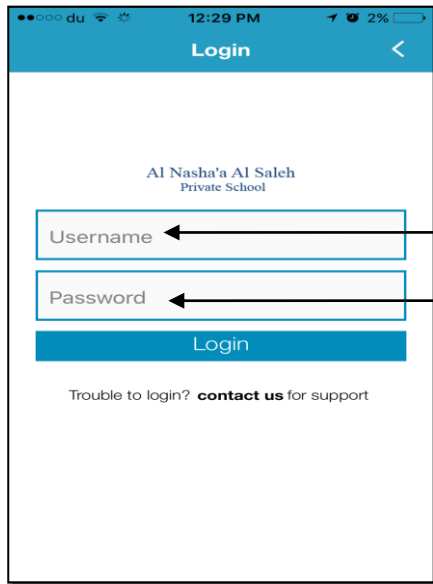 du 12:29 PM 2%
Login <
Al Nasha'a Al Saleh
Private School
Username
Password
Login
Trouble to login? contact us for support